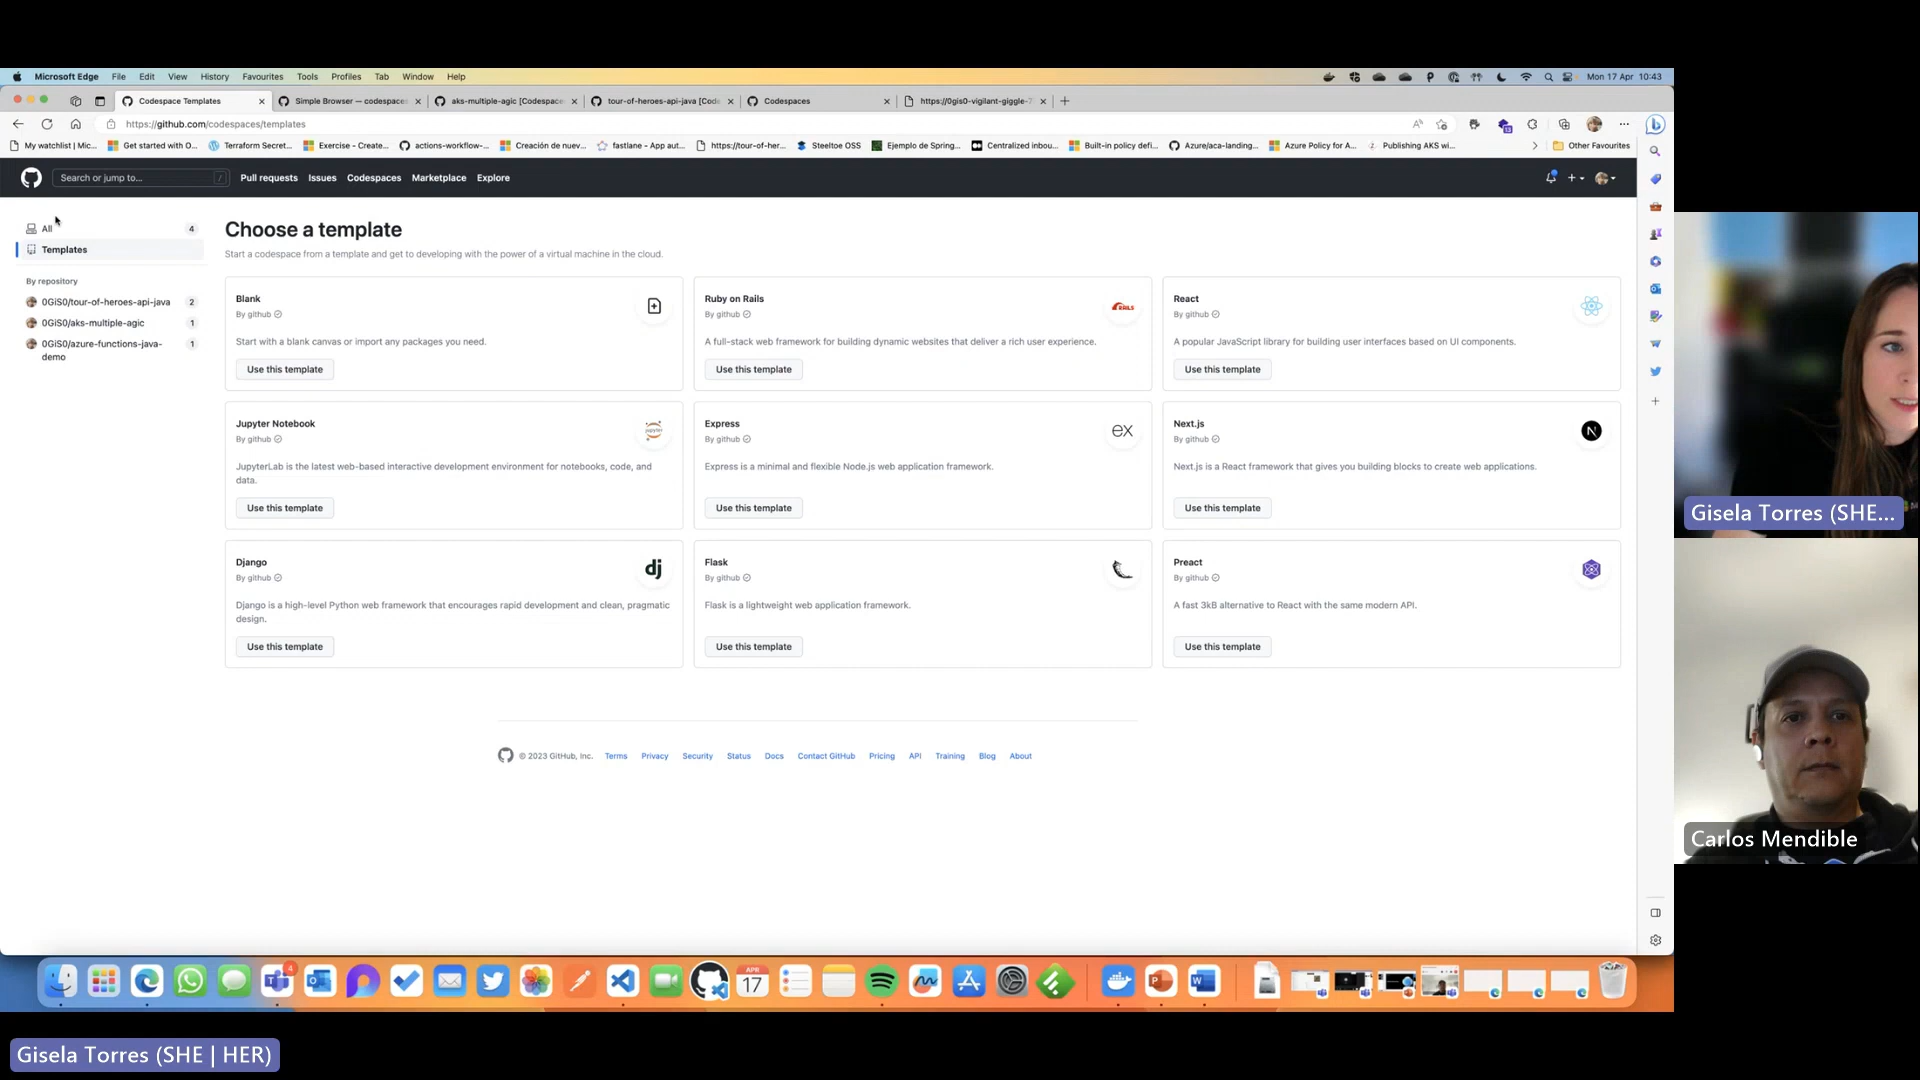 Microsoft Edge File Edit View History Favourites Tools Profiles Tab Window Help Mon 17 Apr 10:43
Codespace Templates Simple Browser — codespace: aks-multiple-agic [Codespace: tour-of-heroes-api-java [Code Codespaces https://0gis0-vigilant-giggle-7
https://github.com/codespaces/templates
My watchlist | Mic... Get started with O... Terraform Secret... Exercise - Create... actions-workflow-... Creación de nuev... fastlane - App aut... https://tour-of-her... Steeltoe OSS Ejemplo de Spring... Centralized inbou... Built-in policy defi... Azure/aca-landing... Azure Policy for A... Publishing AKS wi... Other Favourites
Search or jump to... / Pull requests Issues Codespaces Marketplace Explore
All 4
Templates
By repository
0GiS0/tour-of-heroes-api-java 2
0GiS0/aks-multiple-agic 1
0GiS0/azure-functions-java-demo 1
Choose a template
Start a codespace from a template and get to developing with the power of a virtual machine in the cloud.
Blank
By github
Start with a blank canvas or import any packages you need.
Use this template
Ruby on Rails
By github
RAILS
A full-stack web framework for building dynamic websites that deliver a rich user experience.
Use this template
React
By github
A popular JavaScript library for building user interfaces based on UI components.
Use this template
Jupyter Notebook
By github
jupyter
JupyterLab is the latest web-based interactive development environment for notebooks, code, and
data.
Use this template
Express
By github
ex
Express is a minimal and flexible Node.js web application framework.
Use this template
Next.js
By github
N
Next.js is a React framework that gives you building blocks to create web applications.
Use this template
Django
By github
dj
Django is a high-level Python web framework that encourages rapid development and clean, pragmatic
design.
Use this template
Flask
By github
Flask is a lightweight web application framework.
Use this template
Preact
By github
A fast 3kB alternative to React with the same modern API.
Use this template
© 2023 GitHub, Inc. Terms Privacy Security Status Docs Contact GitHub Pricing API Training Blog About
APR
17
Gisela Torres (SHE...
Carlos Mendible
Gisela Torres (SHE | HER)